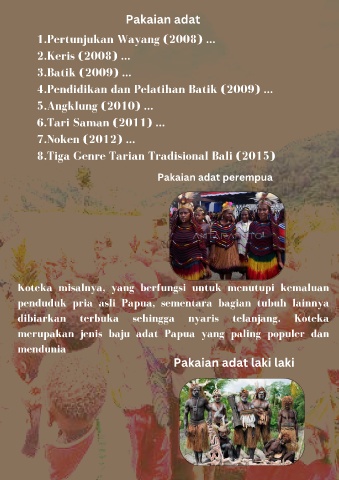 Pakaian adat
1.Pertunjukan Wayang (2008) ...
2.Keris (2008) ...
3.Batik (2009) ...
4.Pendidikan dan Pelatihan Batik (2009) ...
5.Angklung (2010) ...
6.Tari Saman (2011) ...
7.Noken (2012) ...
8.Tiga Genre Tarian Tradisional Bali (2015)
Pakaian adat perempua
Koteka misalnya, yang berfungsi untuk menutupi kemaluan
penduduk pria asli Papua, sementara bagian tubuh lainnya
dibiarkan terbuka sehingga nyaris telanjang. Koteka
merupakan jenis baju adat Papua yang paling populer dan
mendunia
Pakaian adat laki laki